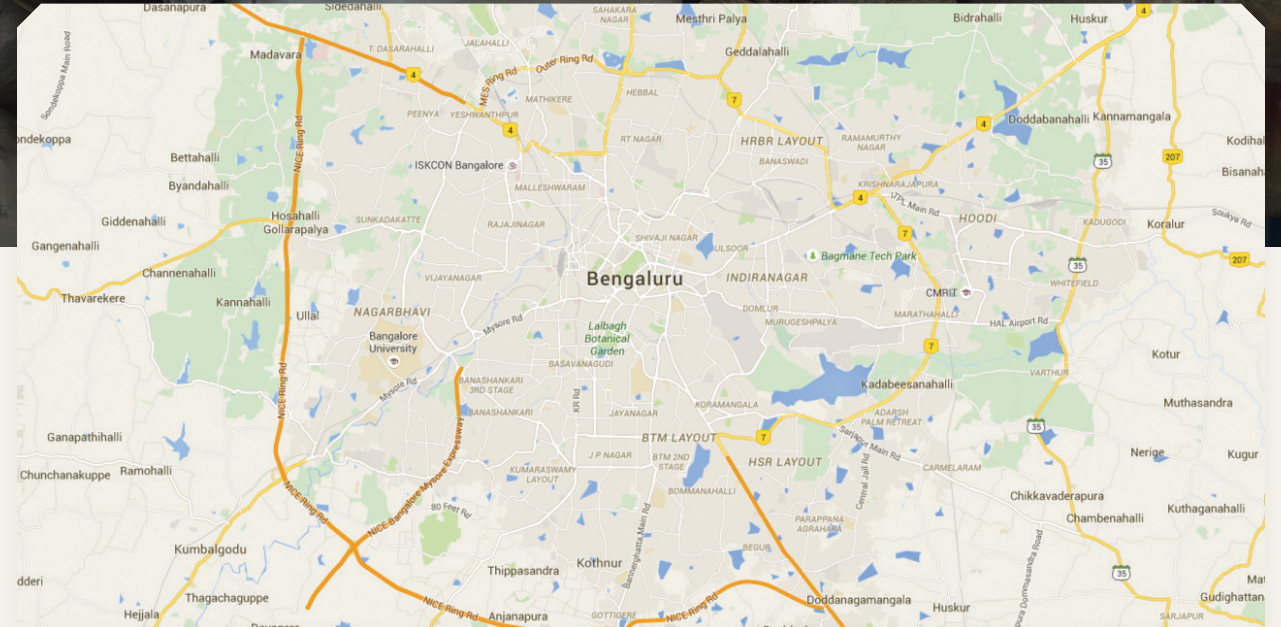 Dasanapura
Sidedahalli
SAHAKARA
NAGAR
Mesthri Palya
Bidrahalli
Huskur
4
Madavara
T DASARAHALLI
JALAHALLI
Geddalahalli
Sondekoppa Main Road
4
MES Ring Rd
Outer Ring Rd
MATHIKERE
HEBBAL
7
PEENYA
YESHWANTHPUR
4
4
Doddabanahalli
Kannamangala
ondekoppa
NICE Ring Rd
RT NAGAR
HRBR LAYOUT
RAMAMURTHY
NAGAR
Kodihal
Bettahalli
ISKCON Bangalore
BANASWADI
35
207
Bisanah
Byandahalli
MALLESHWARAM
4
KRISHNARAJAPURA
UTPL Main Rd
Giddenahalli
Hosahalli
Gollarapalya
SUNKADAKATTE
RAJAJINAGAR
HOODI
KADUGODI
Koralur
Soukya Rd
Gangenahalli
SHIVAJI NAGAR
ULSOOR
7
Bagmane Tech Park
35
207
Channenahalli
VIJAYANAGAR
Bengaluru
INDIRANAGAR
CMRIT
WHITEFIELD
Thavarekere
Kannahalli
Ullal
NAGARBHAVI
Mysore Rd
Lalbagh
Botanical
Garden
DOMLUR
MURUGESHPALYA
MARATHAHALLI
HAL Airport Rd
Bangalore
University
BASAVANAGUDI
7
Kotur
NICE Ring Rd
Mysore Rd
BANASHANKARI
3RD STAGE
KR Rd
Kadabeesanahalli
VARTHUR
BANASHANKARI
JAYANAGAR
KORAMANGALA
ADARSH
PALM RETREAT
Muthasandra
Ganapathihalli
BTM LAYOUT
7
Sarjapur Main Rd
35
Chunchanakuppe
Ramohalli
J P NAGAR
BTM 2ND
STAGE
HSR LAYOUT
Central Jail Rd
CARMELARAM
Nerige
Kugur
NICE Ring Rd
NICE Bangalore Mysore Expressway
KUMARASWAMY
LAYOUT
BOMMANAHALLI
Chikkavaderapura
80 Feet Rd
Bannerghatta Main Rd
PARAPPANA
AGRAHARA
Chambenahalli
Kuthaganahalli
Kumbalgodu
Kothnur
BEGUR
dderi
Thippasandra
35
Mat
Thagachaguppe
NICE Ring Rd
NICE Ring Rd
Doddanagamangala
Huskur
pura Dommasandra Road
Gudighattan
Hejjala
Anjanapura
GOTTIGERE
SARJAPUR